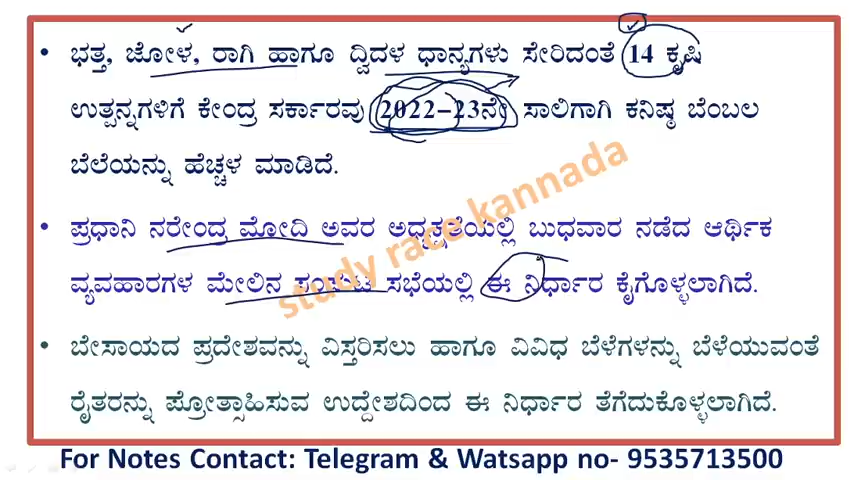 • ಭತ್ತ, ಜೋಳ, ರಾಗಿ ಹಾಗೂ ದ್ವಿದಳ ಧಾನ್ಯಗಳು ಸೇರಿದಂತೆ 14 ಕೃಷಿ
ಉತ್ಪನ್ನಗಳಿಗೆ ಕೇಂದ್ರ ಸರ್ಕಾರವು 2022–23ನೇ ಸಾಲಿಗಾಗಿ ಕನಿಷ್ಠ ಬೆಂಬಲ
ಬೆಲೆಯನ್ನು ಹೆಚ್ಚಳ ಮಾಡಿದೆ.
• ಪ್ರಧಾನಿ ನರೇಂದ್ರ ಮೋದಿ ಅವರ ಅಧ್ಯಕ್ಷತೆಯಲ್ಲಿ ಬುಧವಾರ ನಡೆದ ಆರ್ಥಿಕ
ವ್ಯವಹಾರಗಳ ಮೇಲಿನ ಸಂಪುಟ ಸಭೆಯಲ್ಲಿ ಈ ನಿರ್ಧಾರ ಕೈಗೊಳ್ಳಲಾಗಿದೆ.
• ಬೇಸಾಯದ ಪ್ರದೇಶವನ್ನು ವಿಸ್ತರಿಸಲು ಹಾಗೂ ವಿವಿಧ ಬೆಳೆಗಳನ್ನು ಬೆಳೆಯುವಂತೆ
ರೈತರನ್ನು ಪ್ರೋತ್ಸಾಹಿಸುವ ಉದ್ದೇಶದಿಂದ ಈ ನಿರ್ಧಾರ ತೆಗೆದುಕೊಳ್ಳಲಾಗಿದೆ.
study race kannada
For Notes Contact: Telegram & Watsapp no- 9535713500